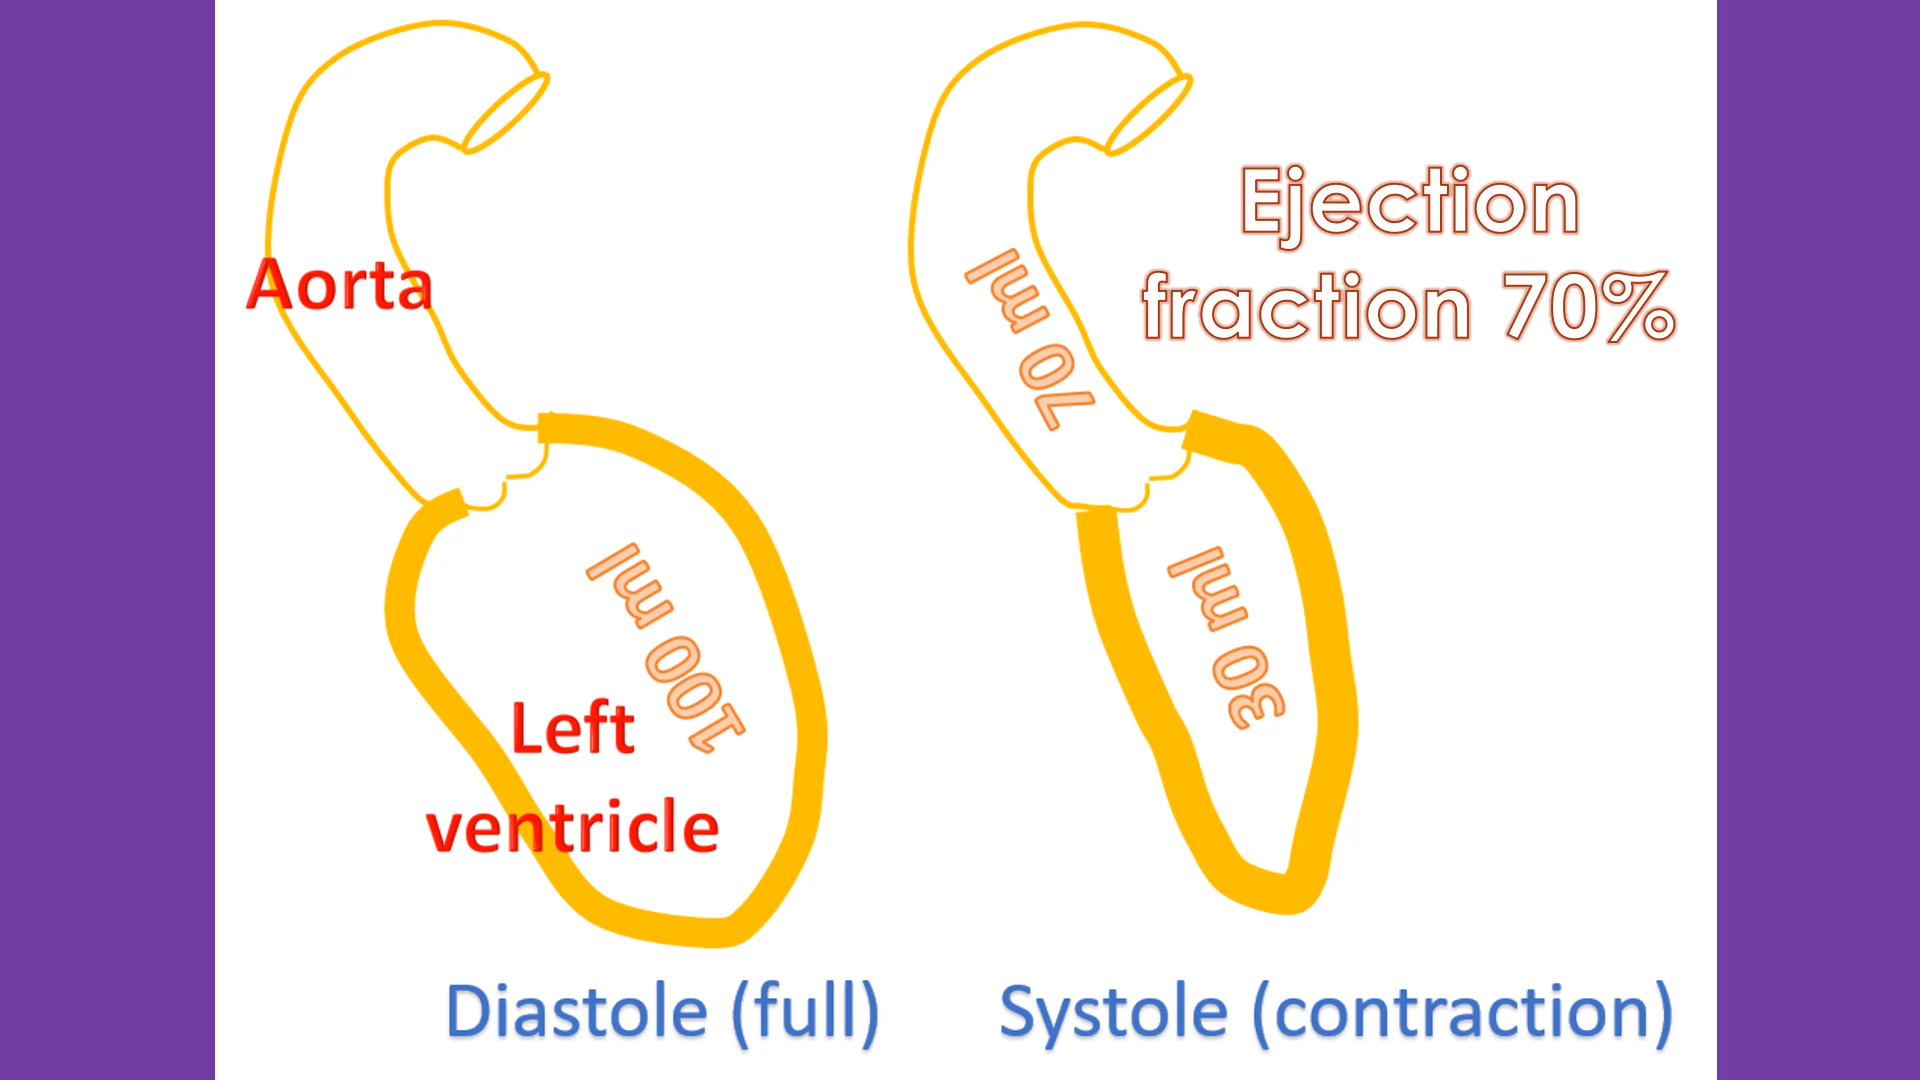 Aorta
100 ml
Left
ventricle
Diastole (full)
Ejection
fraction 70%
70 ml
30 ml
Systole (contraction)